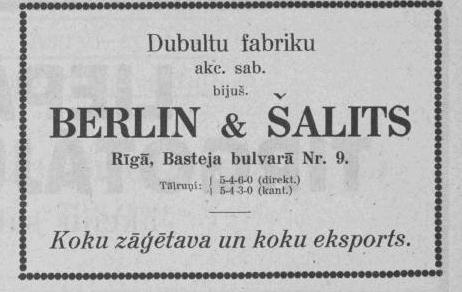 Dubultu fabriku
akc. sab.
bijuš.
BERLIN & ŠALITS
Rīgā, Basteja bulvarā Nr. 9.
Tālruņi: { 5-4-6-0 (direkt.)
5-4-3-0 (kant.)
Koku zāģētava un koku eksports.